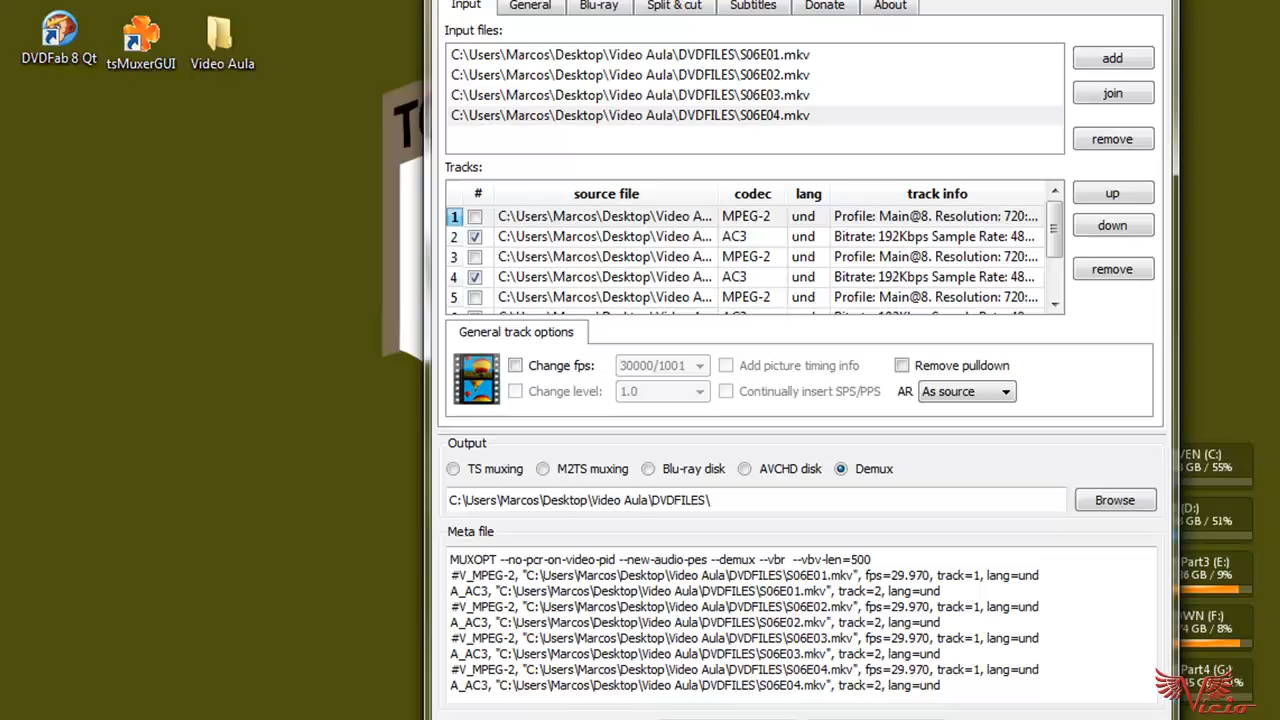 DVDFab 8 Qt
tsMuxerGUI
Video Aula
Input General Blu-ray Split & cut Subtitles Donate About
Input files:
C:\Users\Marcos\Desktop\Video Aula\DVDFILES\S06E01.mkv
C:\Users\Marcos\Desktop\Video Aula\DVDFILES\S06E02.mkv
C:\Users\Marcos\Desktop\Video Aula\DVDFILES\S06E03.mkv
C:\Users\Marcos\Desktop\Video Aula\DVDFILES\S06E04.mkv
add
join
remove
Tracks:
# source file codec lang track info
1 C:\Users\Marcos\Desktop\Video A... MPEG-2 und Profile: Main@8. Resolution: 720:...
2 C:\Users\Marcos\Desktop\Video A... AC3 und Bitrate: 192Kbps Sample Rate: 48...
3 C:\Users\Marcos\Desktop\Video A... MPEG-2 und Profile: Main@8. Resolution: 720:...
4 C:\Users\Marcos\Desktop\Video A... AC3 und Bitrate: 192Kbps Sample Rate: 48...
5 C:\Users\Marcos\Desktop\Video A... MPEG-2 und Profile: Main@8. Resolution: 720:...
up
down
remove
General track options
Change fps: 30000/1001 Add picture timing info Remove pulldown
Change level: 1.0 Continually insert SPS/PPS AR As source
Output
TS muxing M2TS muxing Blu-ray disk AVCHD disk Demux
C:\Users\Marcos\Desktop\Video Aula\DVDFILES\ Browse
Meta file
MUXOPT --no-pcr-on-video-pid --new-audio-pes --demux --vbr --vbv-len=500
#V_MPEG-2, "C:\Users\Marcos\Desktop\Video Aula\DVDFILES\S06E01.mkv", fps=29.970, track=1, lang=und
A_AC3, "C:\Users\Marcos\Desktop\Video Aula\DVDFILES\S06E01.mkv", track=2, lang=und
#V_MPEG-2, "C:\Users\Marcos\Desktop\Video Aula\DVDFILES\S06E02.mkv", fps=29.970, track=1, lang=und
A_AC3, "C:\Users\Marcos\Desktop\Video Aula\DVDFILES\S06E02.mkv", track=2, lang=und
#V_MPEG-2, "C:\Users\Marcos\Desktop\Video Aula\DVDFILES\S06E03.mkv", fps=29.970, track=1, lang=und
A_AC3, "C:\Users\Marcos\Desktop\Video Aula\DVDFILES\S06E03.mkv", track=2, lang=und
#V_MPEG-2, "C:\Users\Marcos\Desktop\Video Aula\DVDFILES\S06E04.mkv", fps=29.970, track=1, lang=und
A_AC3, "C:\Users\Marcos\Desktop\Video Aula\DVDFILES\S06E04.mkv", track=2, lang=und
VEN (C:)
GB / 55%
(D:)
GB / 51%
Part3 (E:)
GB / 9%
OWN (F:)
GB / 8%
Part4 (G:)
Vicio